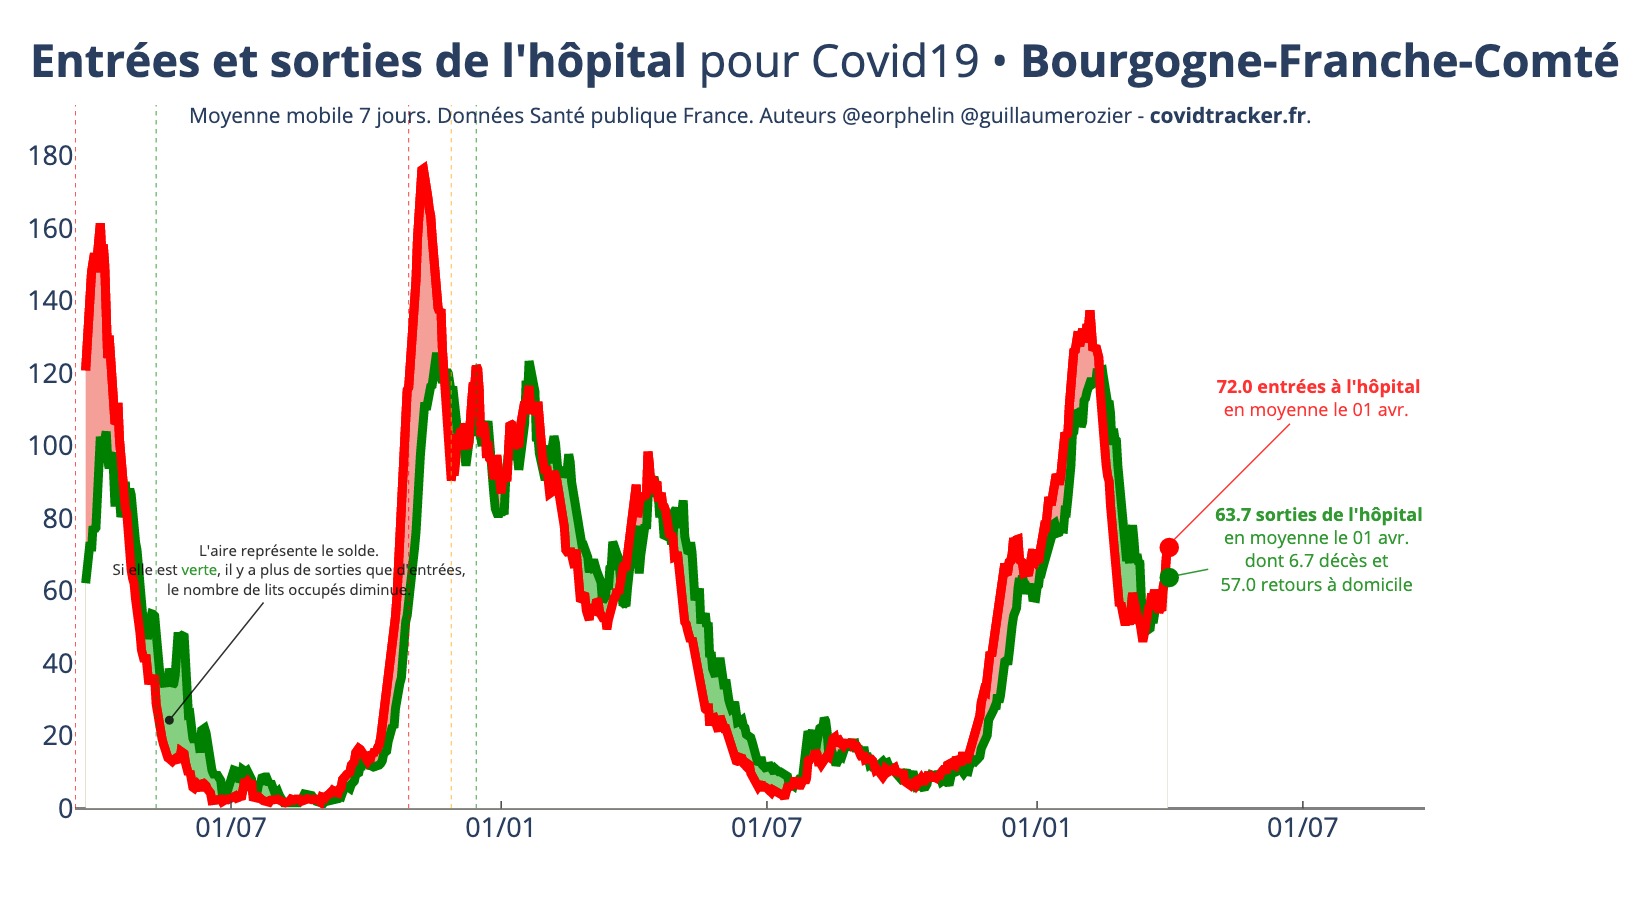 Entrées et sorties de l'hôpital pour Covid19 • Bourgogne-Franche-Comté
Moyenne mobile 7 jours. Données Santé publique France. Auteurs @eorphelin @guillaumerozier - covidtracker.fr.
180
160
140
120
100
80
60
40
20
0
72.0 entrées à l'hôpital
en moyenne le 01 avr.
63.7 sorties de l'hôpital
en moyenne le 01 avr.
dont 6.7 décès et
57.0 retours à domicile
L'aire représente le solde.
Si elle est verte, il y a plus de sorties que d'entrées,
le nombre de lits occupés diminue.
01/07
01/01
01/07
01/01
01/07